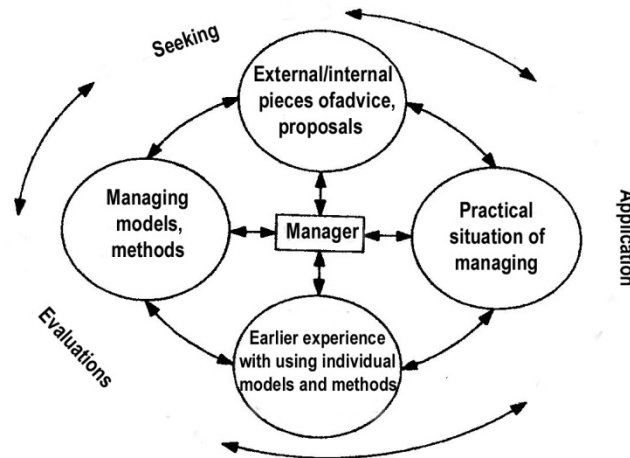 Seeking
External/internal
pieces ofadvice,
proposals
Managing
models,
methods
Manager
Practical
situation of
managing
Application
Evaluations
Earlier experience
with using individual
models and methods